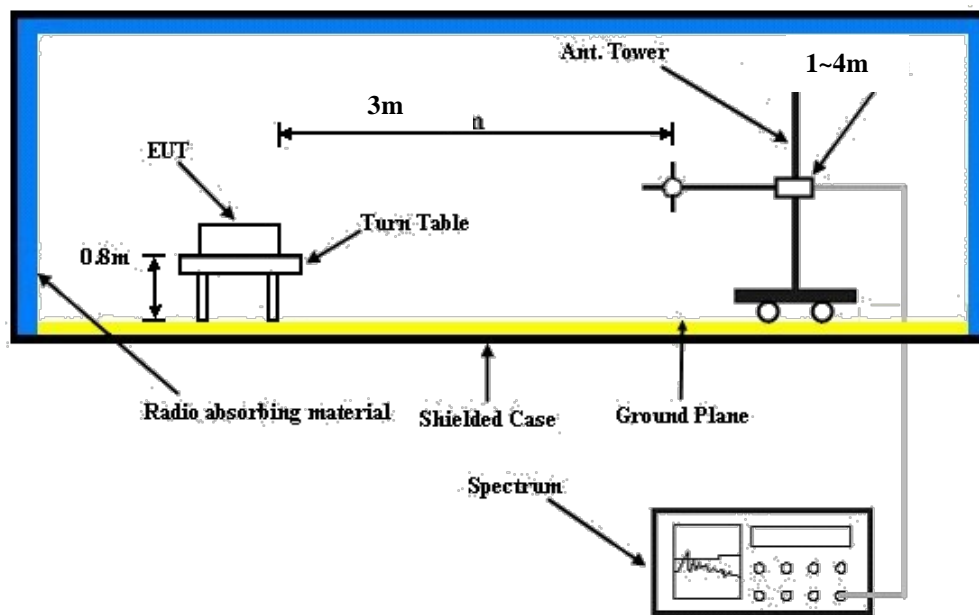 Ant. Tower
1~4m
3m
EUT
Turn Table
0.8m
Radio absorbing material
Shielded Case
Ground Plane
Spectrum